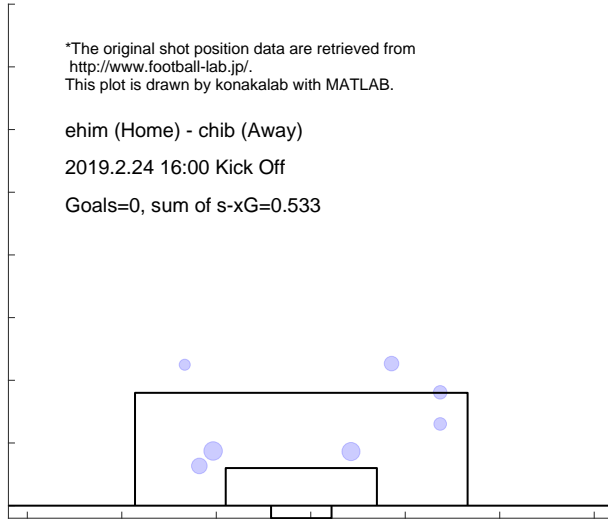 *The original shot position data are retrieved from
http://www.football-lab.jp/.
This plot is drawn by konakalab with MATLAB.
ehim (Home) - chib (Away)
2019.2.24 16:00 Kick Off
Goals=0, sum of s-xG=0.533